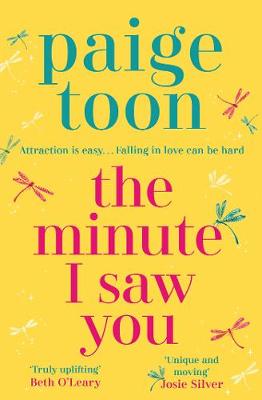 paige
toon
Attraction is easy... Falling in love can be hard
the
minute
I saw
you
'Truly uplifting'
Beth O'Leary
'Unique and
moving'
Josie Silver